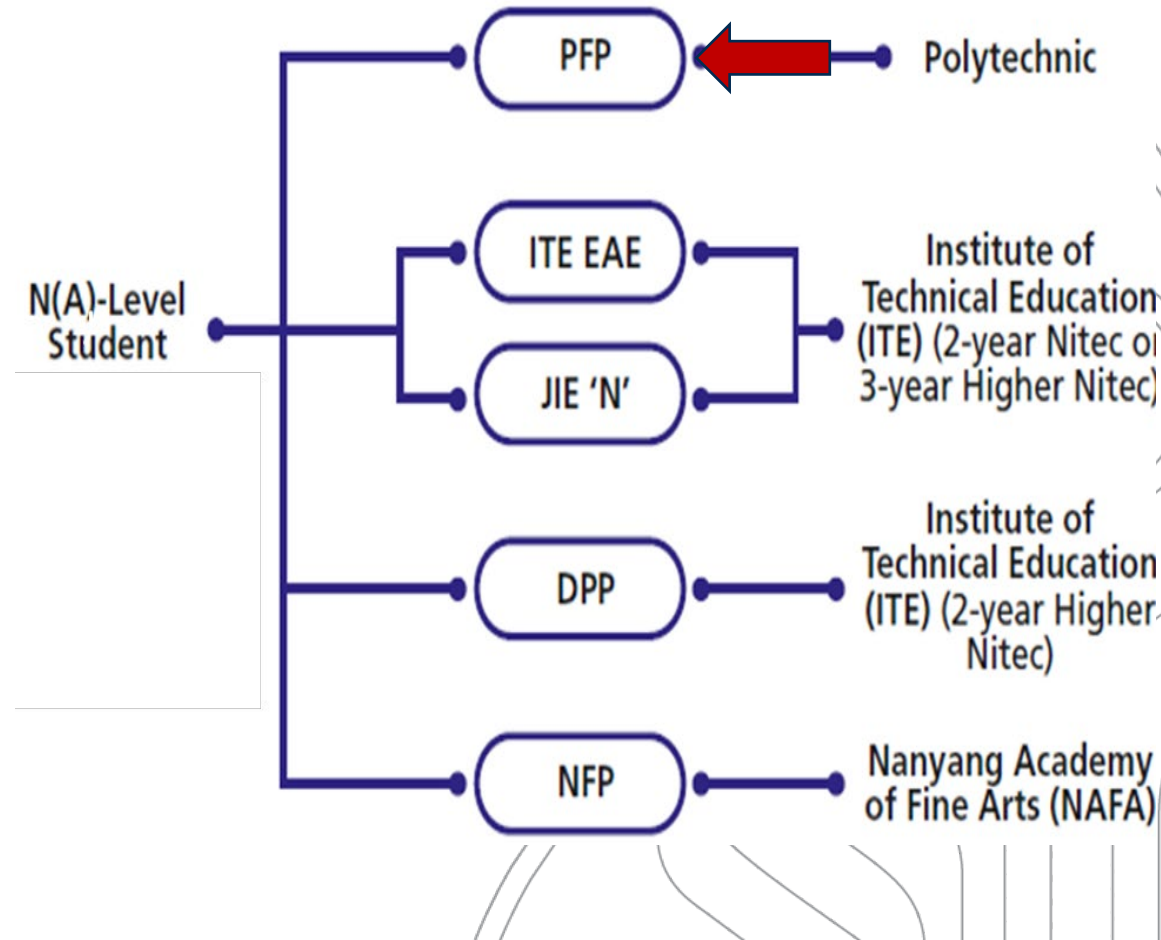 PFP
Polytechnic
N(A)-Level
Student
ITE EAE
JIE ‘N’
Institute of
Technical Education
(ITE) (2-year Nitec or
3-year Higher Nitec)
DPP
Institute of
Technical Education
(ITE) (2-year Higher
Nitec)
NFP
Nanyang Academy
of Fine Arts (NAFA)